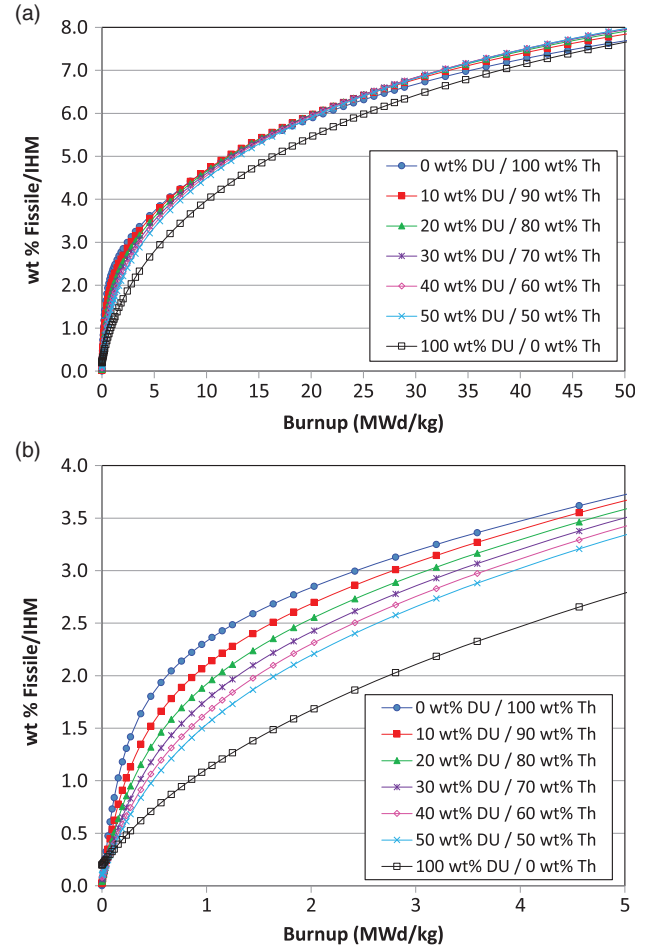 (a)
8.0
7.0
6.0
5.0
4.0
3.0
2.0
1.0
0.0
wt % Fissile/IHM
0 wt% DU / 100 wt% Th
10 wt% DU / 90 wt% Th
20 wt% DU / 80 wt% Th
30 wt% DU / 70 wt% Th
40 wt% DU / 60 wt% Th
50 wt% DU / 50 wt% Th
100 wt% DU / 0 wt% Th
0 5 10 15 20 25 30 35 40 45 50
Burnup (MWd/kg)
(b)
4.0
3.5
3.0
2.5
2.0
1.5
1.0
0.5
0.0
wt % Fissile/IHM
0 wt% DU / 100 wt% Th
10 wt% DU / 90 wt% Th
20 wt% DU / 80 wt% Th
30 wt% DU / 70 wt% Th
40 wt% DU / 60 wt% Th
50 wt% DU / 50 wt% Th
100 wt% DU / 0 wt% Th
0 1 2 3 4 5
Burnup (MWd/kg)